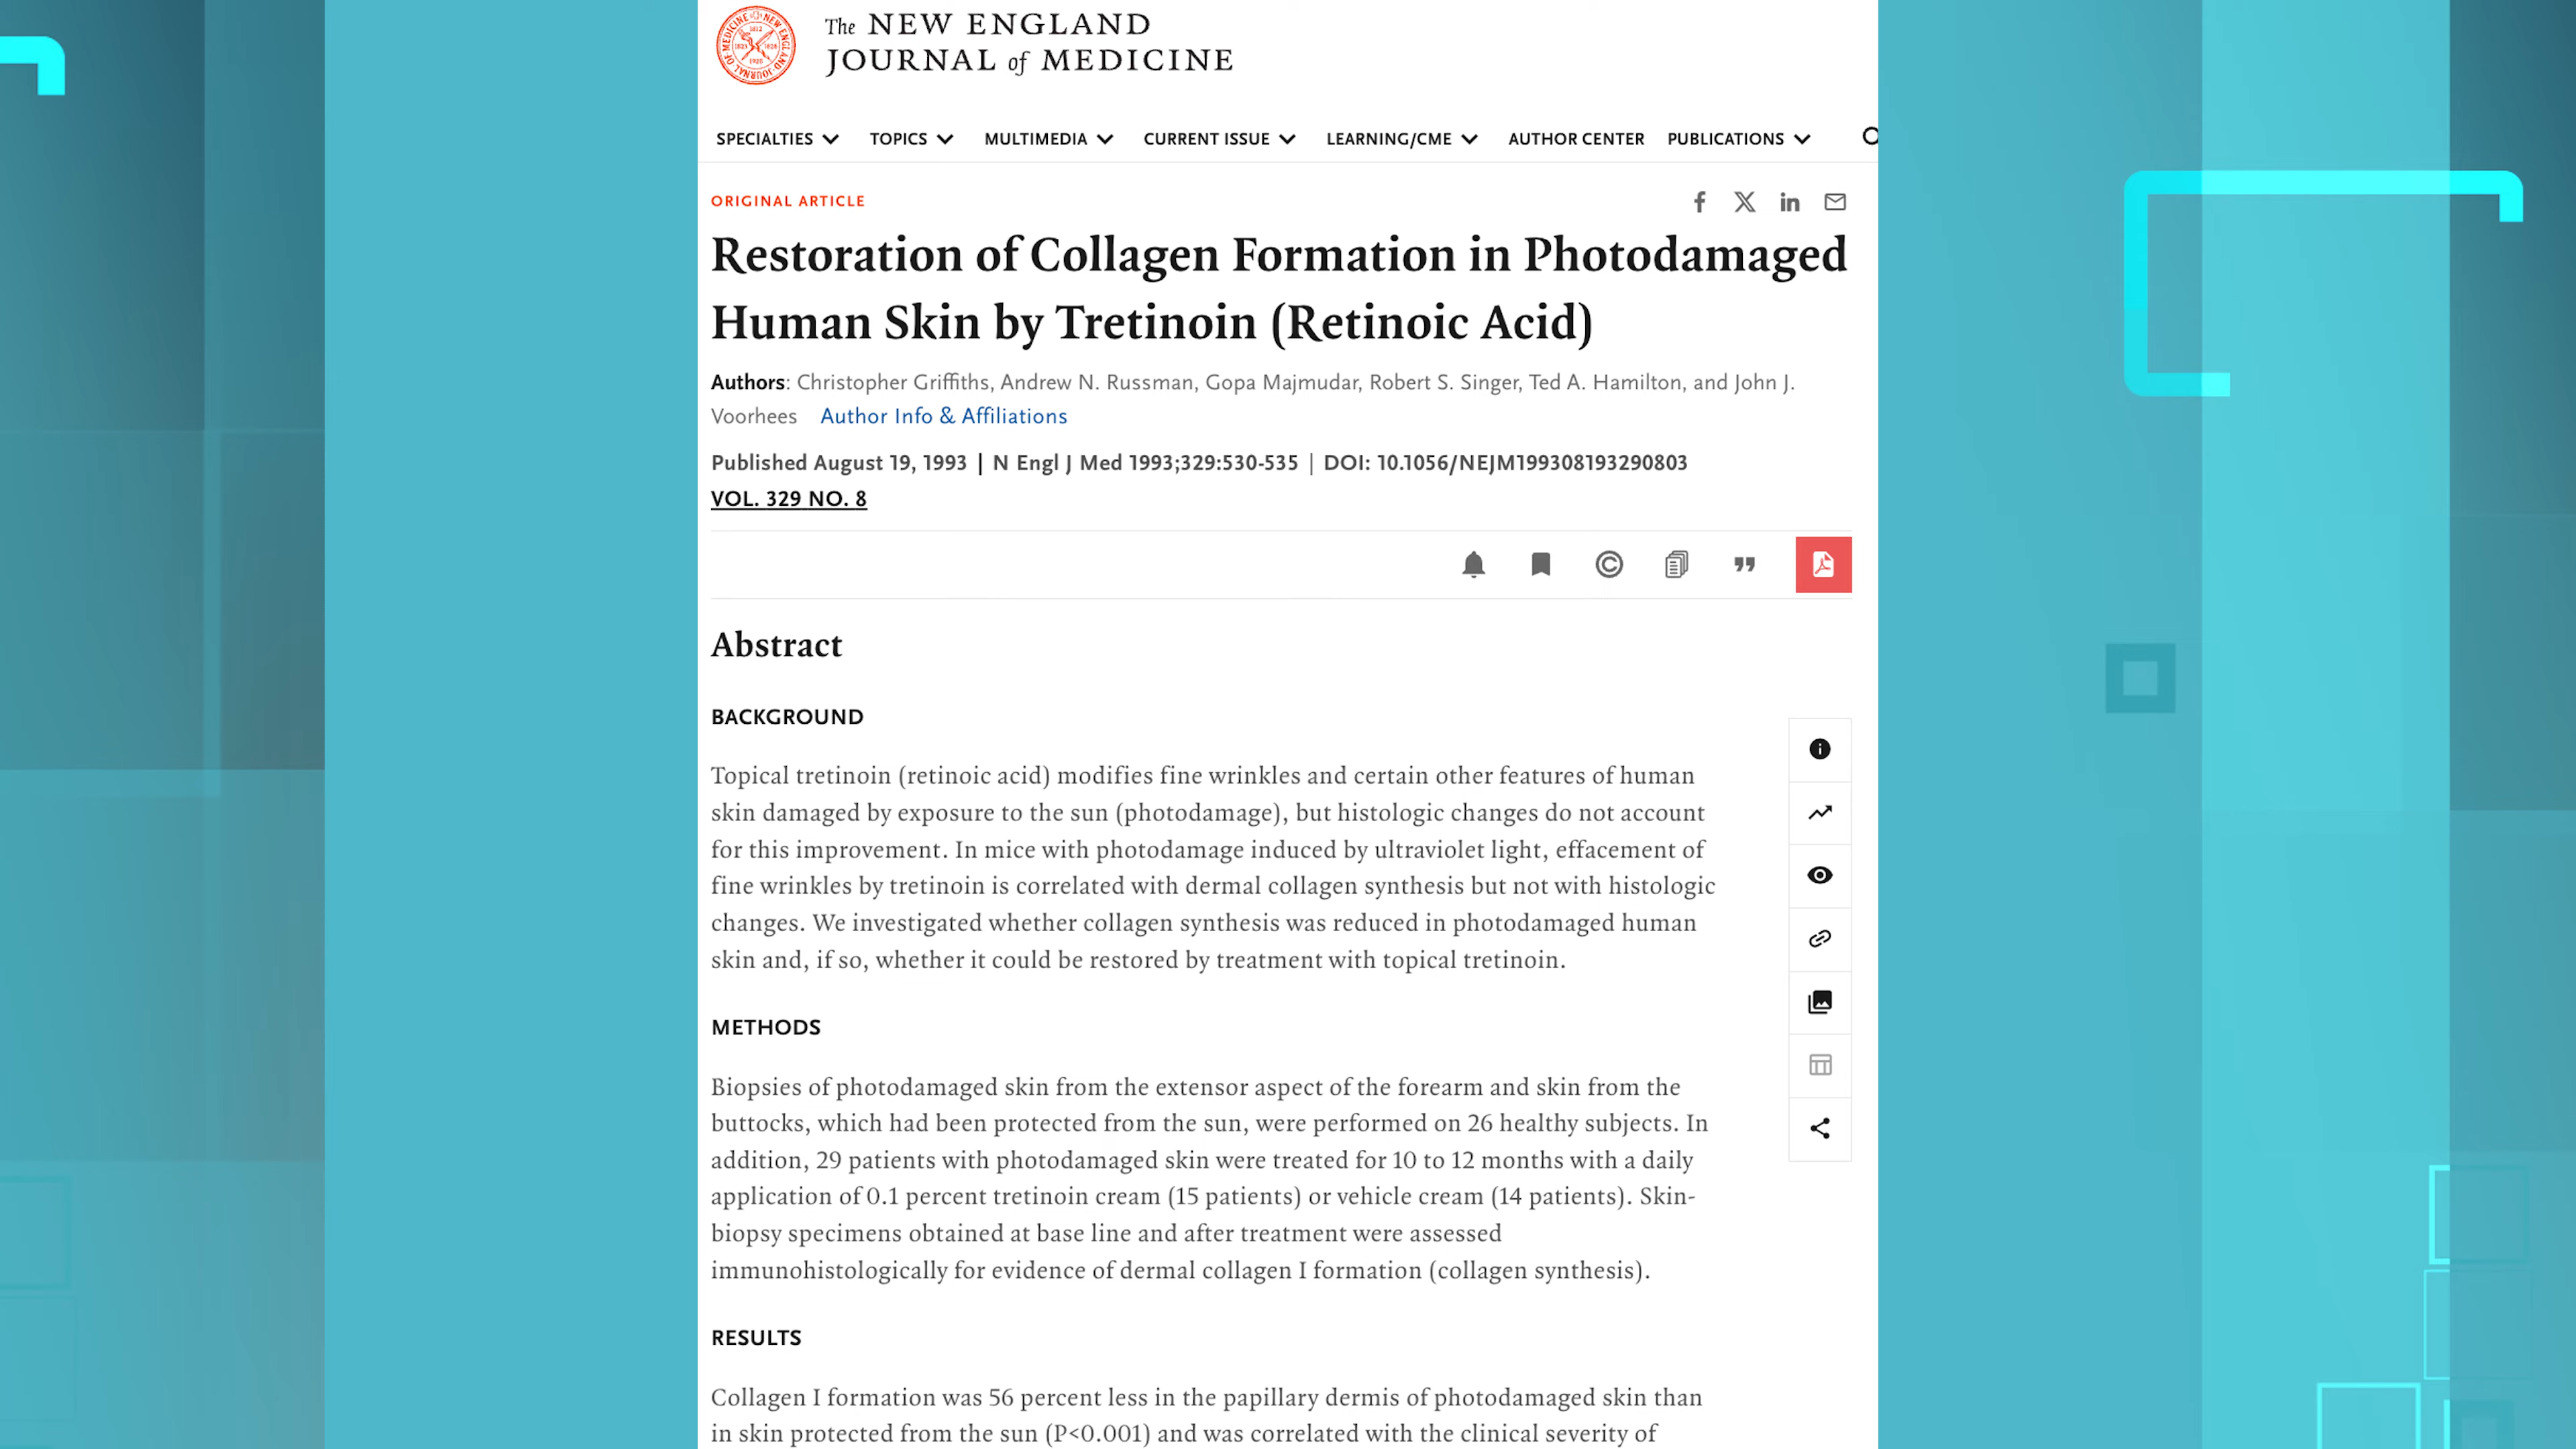 The NEW ENGLAND
JOURNAL of MEDICINE
SPECIALTIES TOPICS MULTIMEDIA CURRENT ISSUE LEARNING/CME AUTHOR CENTER PUBLICATIONS
ORIGINAL ARTICLE
Restoration of Collagen Formation in Photodamaged
Human Skin by Tretinoin (Retinoic Acid)
Authors: Christopher Griffiths, Andrew N. Russman, Gopa Majmudar, Robert S. Singer, Ted A. Hamilton, and John J.
Voorhees Author Info & Affiliations
Published August 19, 1993 | N Engl J Med 1993;329:530-535 | DOI: 10.1056/NEJM199308193290803
VOL. 329 NO. 8
Abstract
BACKGROUND
Topical tretinoin (retinoic acid) modifies fine wrinkles and certain other features of human
skin damaged by exposure to the sun (photodamage), but histologic changes do not account
for this improvement. In mice with photodamage induced by ultraviolet light, effacement of
fine wrinkles by tretinoin is correlated with dermal collagen synthesis but not with histologic
changes. We investigated whether collagen synthesis was reduced in photodamaged human
skin and, if so, whether it could be restored by treatment with topical tretinoin.
METHODS
Biopsies of photodamaged skin from the extensor aspect of the forearm and skin from the
buttocks, which had been protected from the sun, were performed on 26 healthy subjects. In
addition, 29 patients with photodamaged skin were treated for 10 to 12 months with a daily
application of 0.1 percent tretinoin cream (15 patients) or vehicle cream (14 patients). Skin-
biopsy specimens obtained at base line and after treatment were assessed
immunohistologically for evidence of dermal collagen I formation (collagen synthesis).
RESULTS
Collagen I formation was 56 percent less in the papillary dermis of photodamaged skin than
in skin protected from the sun (P<0.001) and was correlated with the clinical severity of